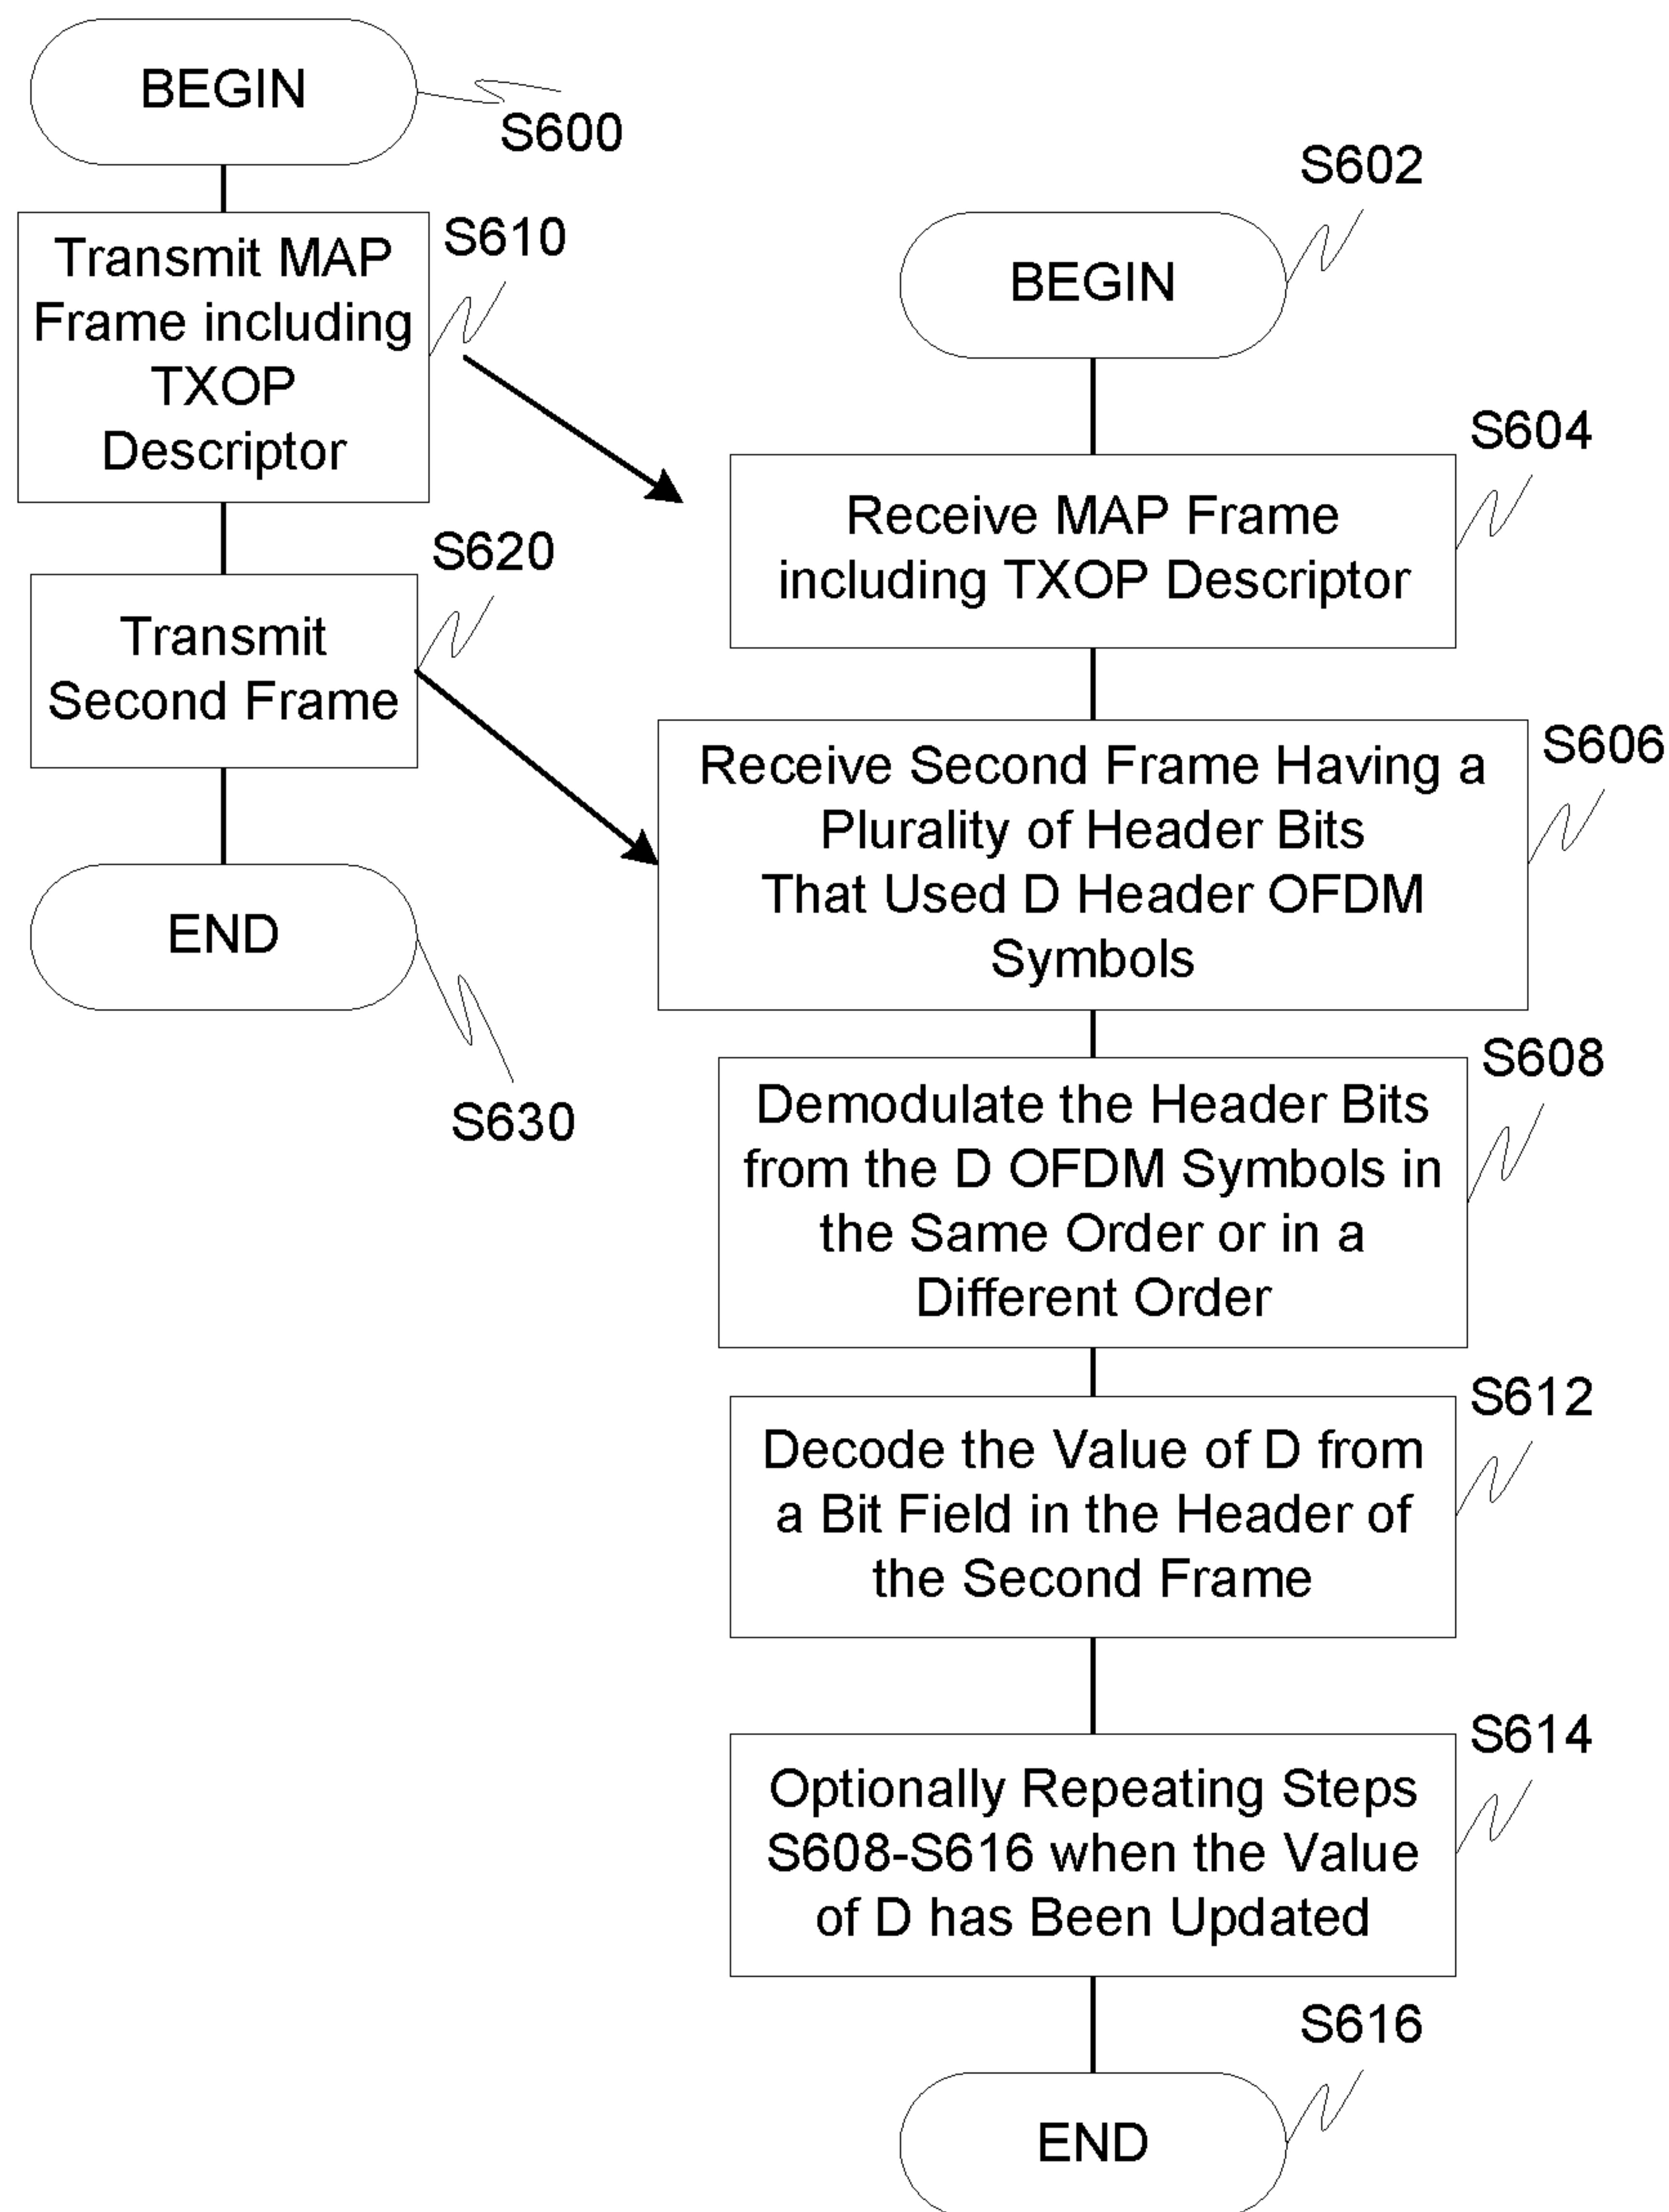 BEGIN
S600
Transmit MAP
Frame including
TXOP
Descriptor
S610
Transmit
Second Frame
S620
END
S630
BEGIN
S602
Receive MAP Frame
including TXOP Descriptor
S604
Receive Second Frame Having a
Plurality of Header Bits
That Used D Header OFDM
Symbols
S606
Demodulate the Header Bits
from the D OFDM Symbols in
the Same Order or in a
Different Order
S608
Decode the Value of D from
a Bit Field in the Header of
the Second Frame
S612
Optionally Repeating Steps
S608-S616 when the Value
of D has Been Updated
S614
END
S616